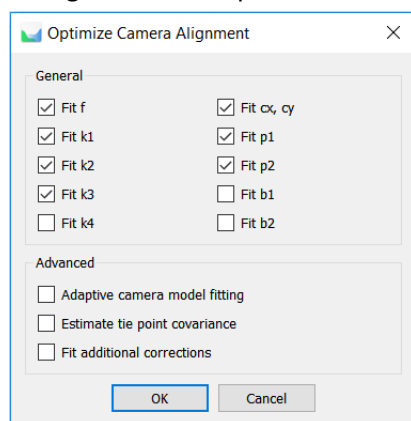 Optimize Camera Alignment
General
Fit f
Fit cx, cy
Fit k1
Fit p1
Fit k2
Fit p2
Fit k3
Fit b1
Fit k4
Fit b2
Advanced
Adaptive camera model fitting
Estimate tie point covariance
Fit additional corrections
OK
Cancel